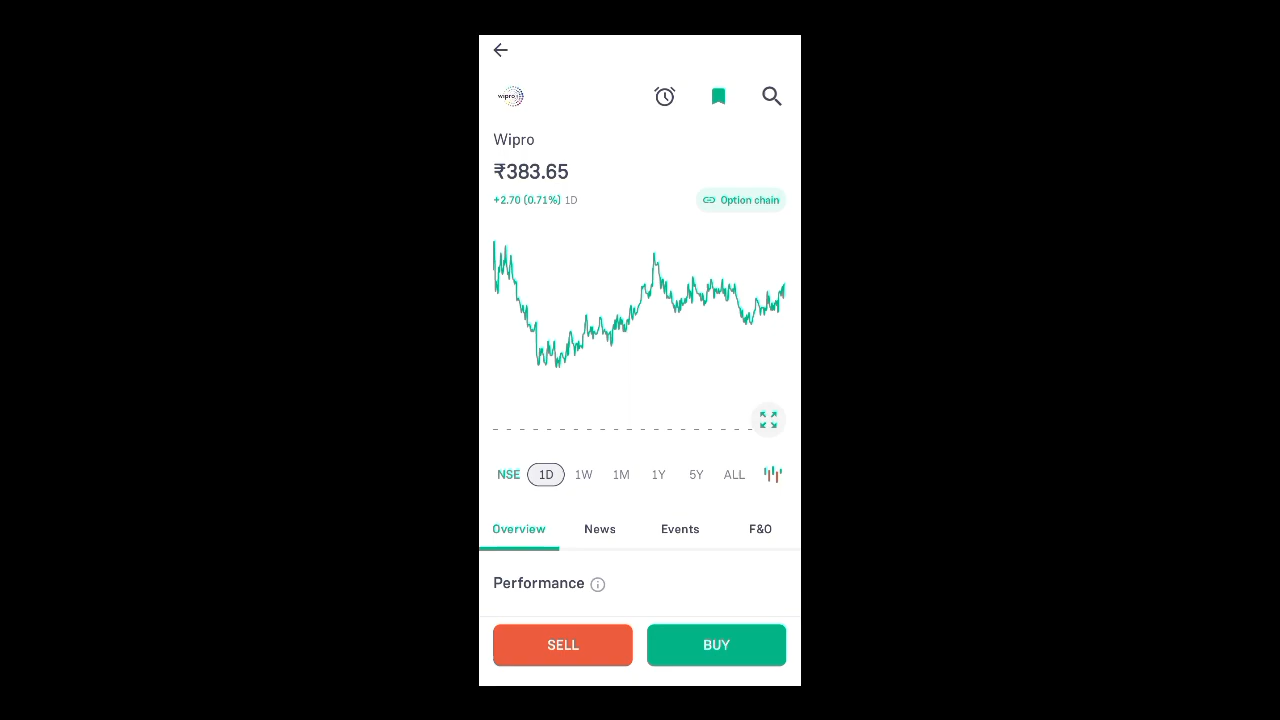 wipro
Wipro
₹383.65
+2.70 (0.71%) 1D
Option chain
NSE 1D 1W 1M 1Y 5Y ALL
Overview News Events F&O
Performance
SELL BUY